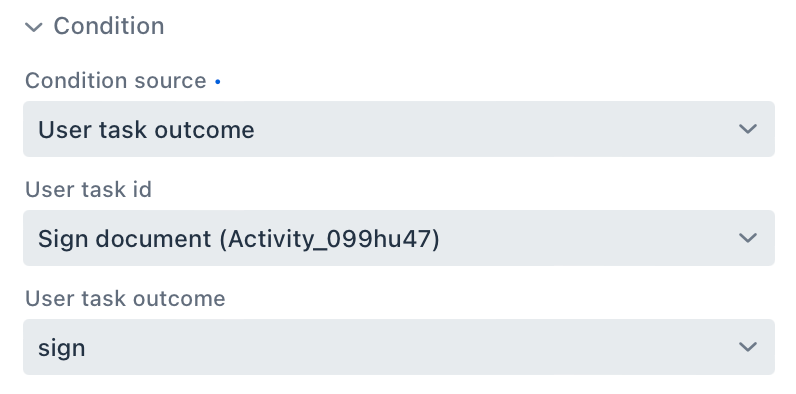 Condition
Condition source
User task outcome
User task id
Sign document (Activity_099hu47)
User task outcome
sign